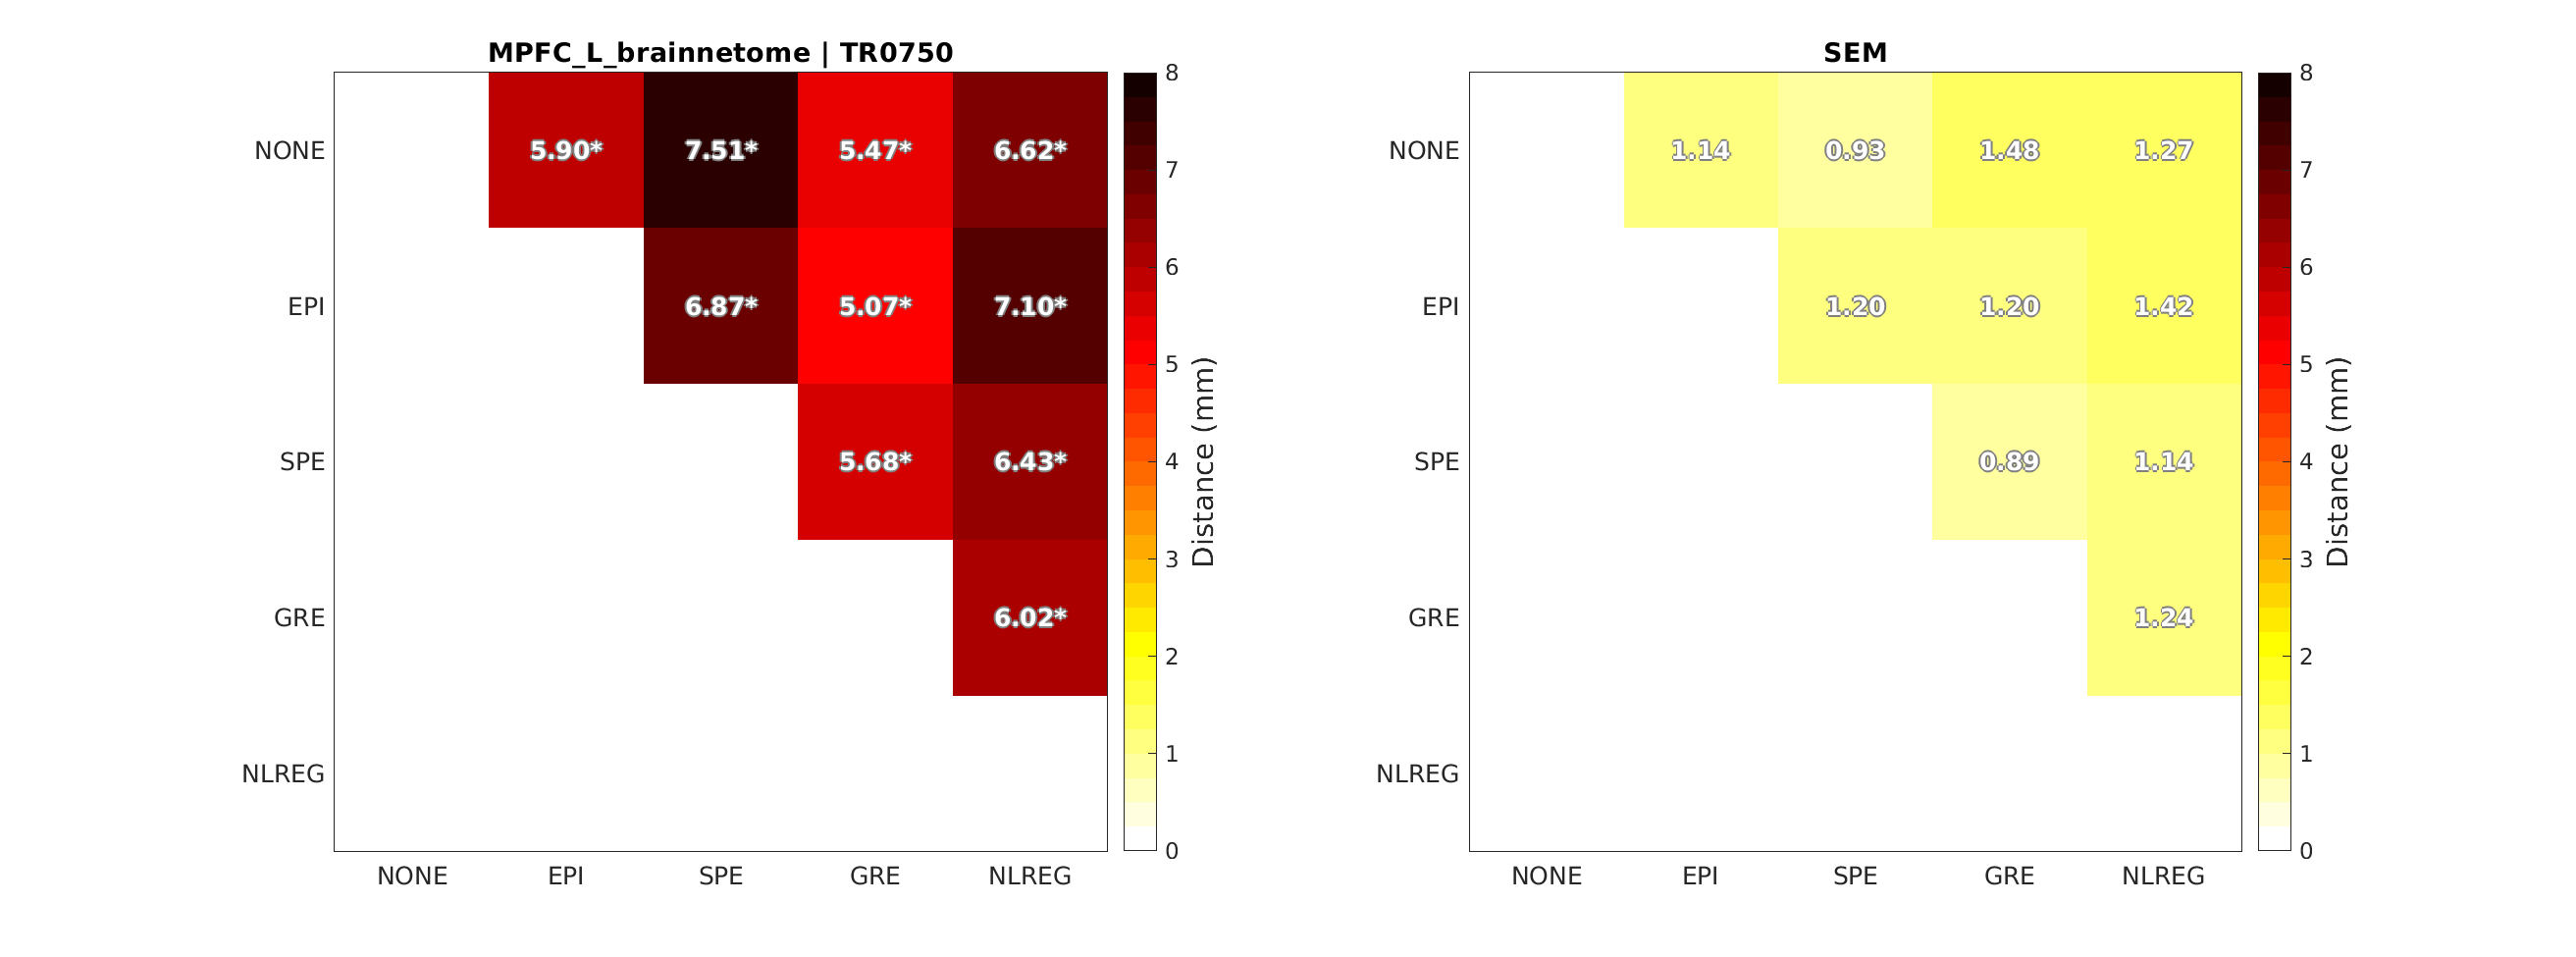 MPFC_L_brainnetome | TR0750
NONE 5.90* 7.51* 5.47* 6.62*
EPI 6.87* 5.07* 7.10*
SPE 5.68* 6.43*
GRE 6.02*
NLREG
NONE EPI SPE GRE NLREG
8
7
6
5
4
3
2
1
0
Distance (mm)
SEM
NONE 1.14 0.93 1.48 1.27
EPI 1.20 1.20 1.42
SPE 0.89 1.14
GRE 1.24
NLREG
NONE EPI SPE GRE NLREG
8
7
6
5
4
3
2
1
0
Distance (mm)